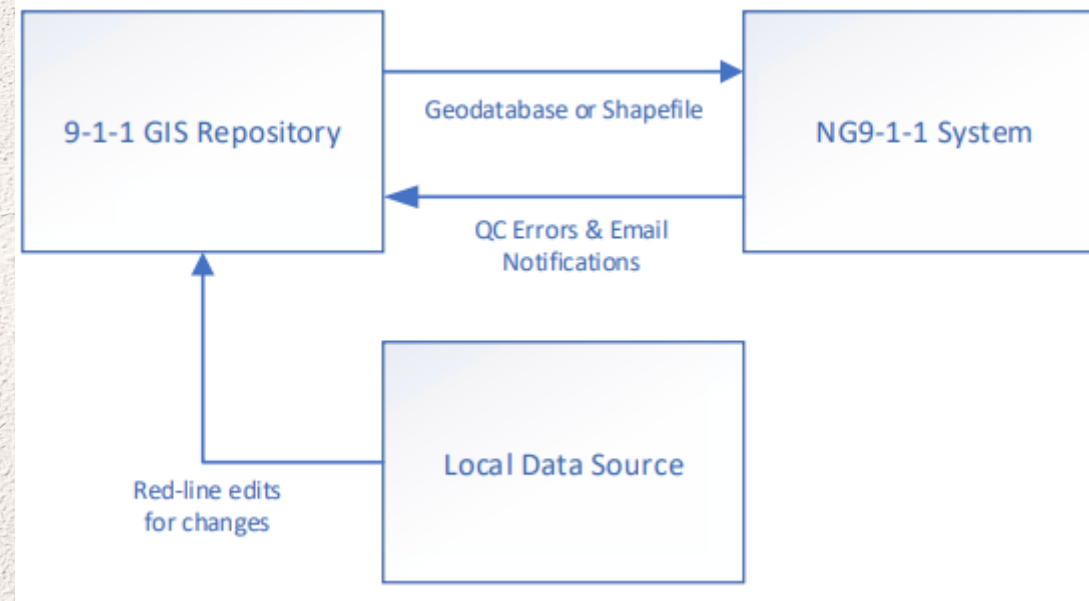 9-1-1 GIS Repository
Geodatabase or Shapefile
NG9-1-1 System
QC Errors & Email
Notifications
Local Data Source
Red-line edits
for changes